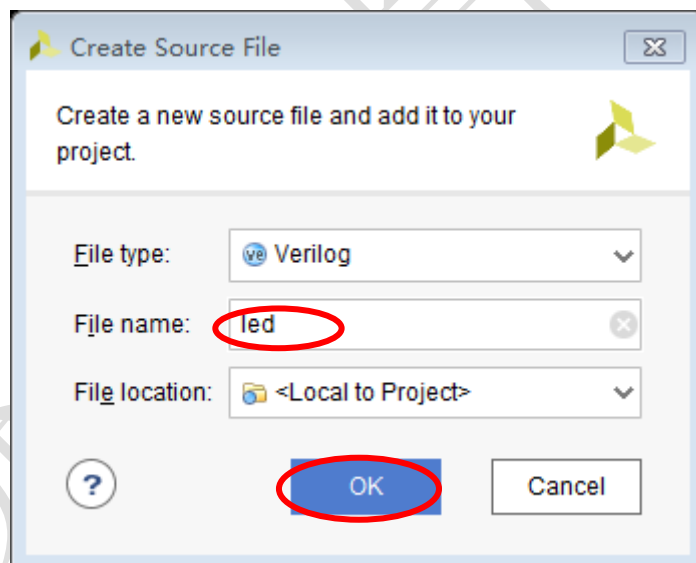 Create Source File
Create a new source file and add it to your
project.
File type:
Verilog
File name:
led
File location:
<Local to Project>
?
OK
Cancel